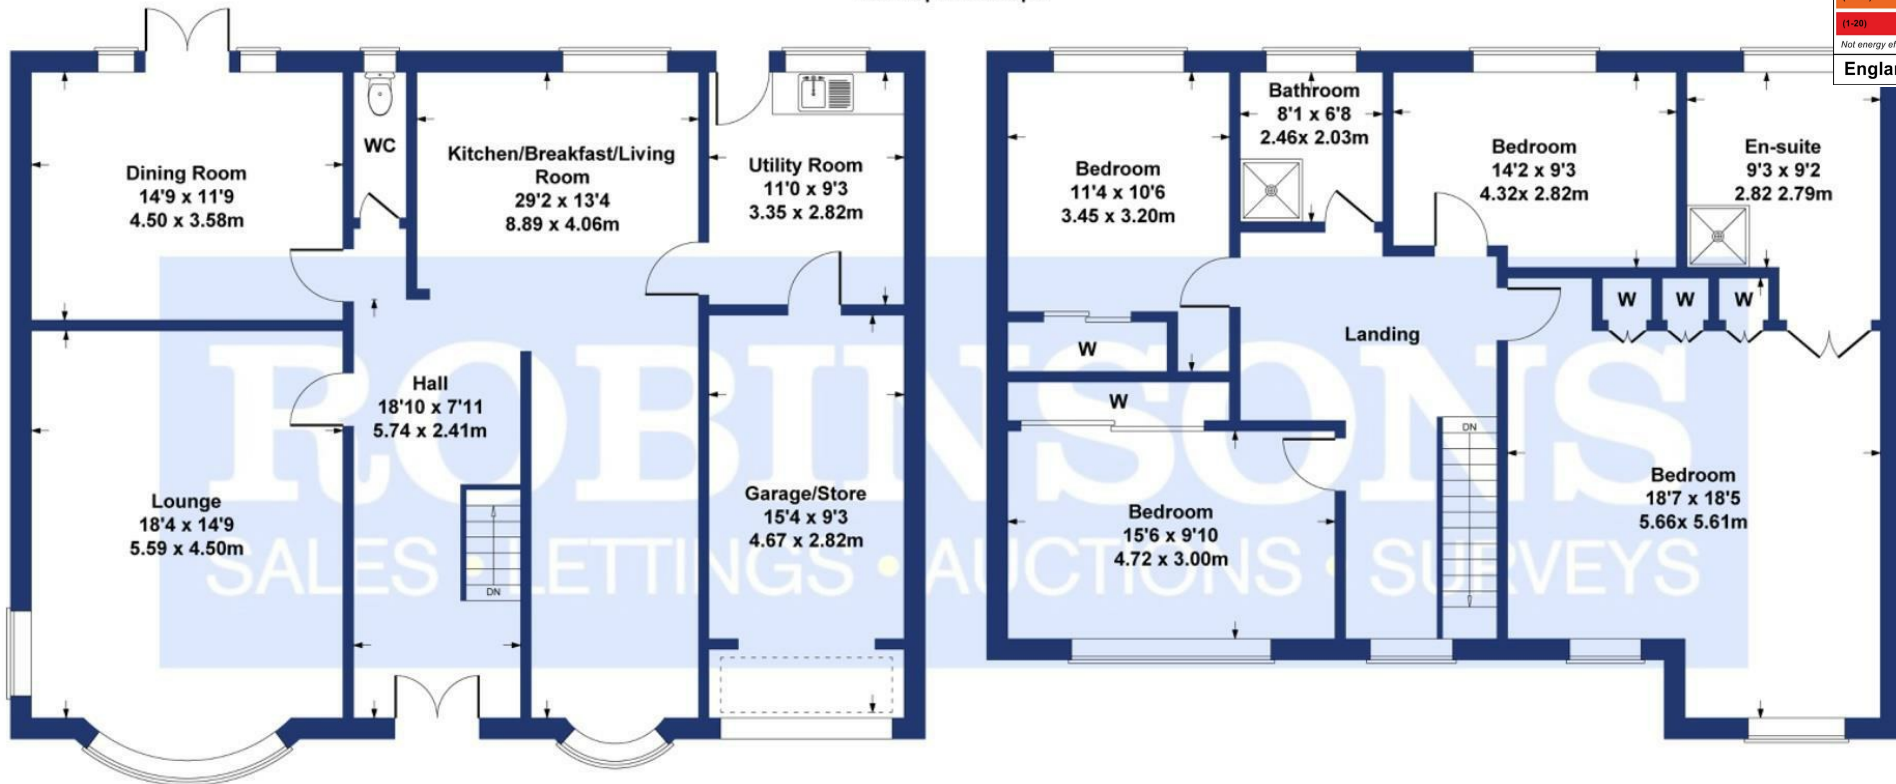 (1-20)
Not energy ef
Englan
Dining Room
14'9 x 11'9
4.50 x 3.58m
WC
Kitchen/Breakfast/Living
Room
29'2 x 13'4
8.89 x 4.06m
Utility Room
11'0 x 9'3
3.35 x 2.82m
Hall
18'10 x 7'11
5.74 x 2.41m
Lounge
18'4 x 14'9
5.59 x 4.50m
DN
Garage/Store
15'4 x 9'3
4.67 x 2.82m
Bedroom
11'4 x 10'6
3.45 x 3.20m
Bathroom
8'1 x 6'8
2.46x 2.03m
Bedroom
14'2 x 9'3
4.32x 2.82m
En-suite
9'3 x 9'2
2.82 2.79m
W
W
W
W
W
Landing
DN
Bedroom
15'6 x 9'10
4.72 x 3.00m
Bedroom
18'7 x 18'5
5.66x 5.61m
ROBINSONS
SALES • LETTINGS • AUCTIONS • SURVEYS